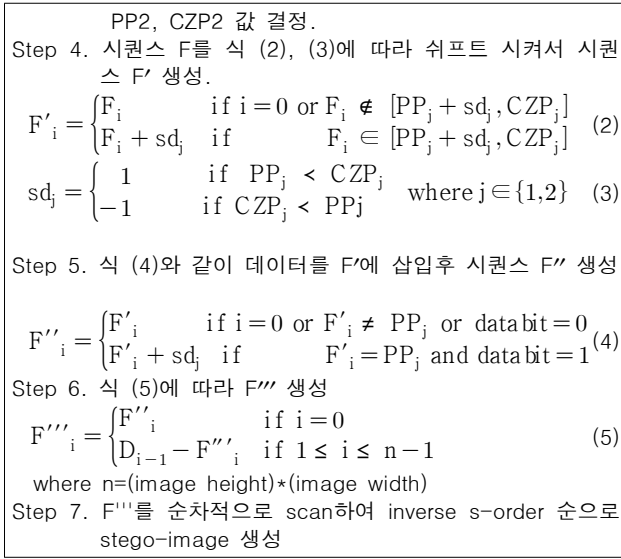 PP2, CZP2 값 결정.
Step 4. 시퀀스 F를 식 (2), (3)에 따라 쉬프트 시켜서 시퀀
스 F′ 생성.
F′i = { Fi if i=0 or Fi ∉ [PPj + sdj, CZPj]
Fi + sdj if Fi ∈ [PPj + sdj, CZPj] (2)
sdj = { 1 if PPj < CZPj
−1 if CZPj < PPj where j∈{1,2} (3)
Step 5. 식 (4)와 같이 데이터를 F′에 삽입후 시퀀스 F″ 생성
F′′i = { F′i if i=0 or F′i ≠ PPj or databit=0
F′i + sdj if F′i=PPj and databit=1 (4)
Step 6. 식 (5)에 따라 F‴ 생성
F′′′i = { F′′i if i=0
Di−1 − F″′i if 1 ≤ i ≤ n−1 (5)
where n=(image height)*(image width)
Step 7. F'''를 순차적으로 scan하여 inverse s-order 순으로
stego-image 생성